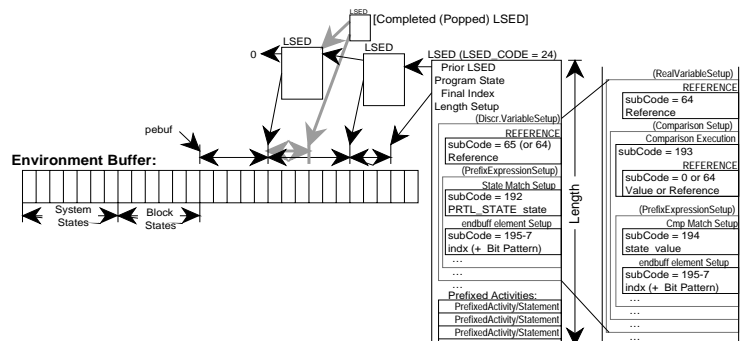 LSED
[Completed (Popped) LSED]
LSED
LSED
0
pebuf
Environment Buffer:
System
States
Block
States
LSED (LSED_CODE = 24)
Prior LSED
Program State
Final Index
Length Setup
(Discr.VariableSetup)
REFERENCE
subCode = 65 (or 64)
Reference
(PrefixExpressionSetup)
State Match Setup
subCode = 192
PRTL_STATE state
endbuff element Setup
subCode = 195-7
indx (+ Bit Pattern)
…
…
…
Prefixed Activities:
PrefixedActivity/Statement
PrefixedActivity/Statement
PrefixedActivity/Statement
Length
(RealVariableSetup)
REFERENCE
subCode = 64
Reference
(Comparison Setup)
Comparison Execution
subCode = 193
REFERENCE
subCode = 0 or 64
Value or Reference
(PrefixExpressionSetup)
Cmp Match Setup
subCode = 194
state value
endbuff element Setup
subCode = 195-7
indx (+ Bit Pattern)
…
…
…